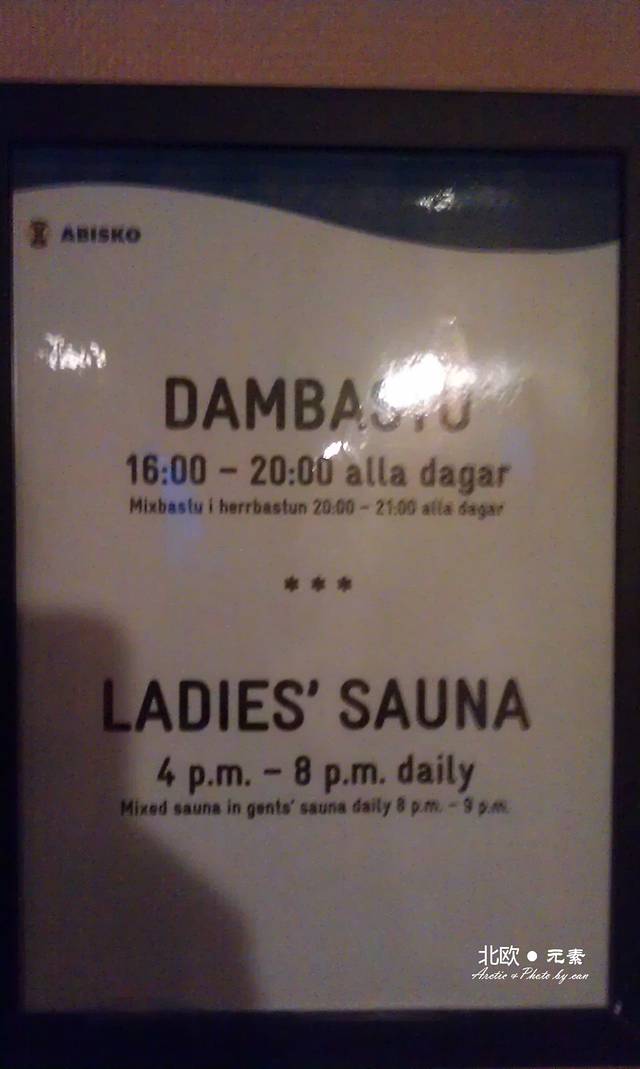 ABISKO
DAMBASTU
16:00 – 20:00 alla dagar
Mixbastu i herrbastun 20:00 – 21:00 alla dagar
* * *
LADIES' SAUNA
4 p.m. – 8 p.m. daily
Mixed sauna in gents' sauna daily 8 p.m. – 9 p.m.
北欧 ● 元素
Arctic & Photo by ean